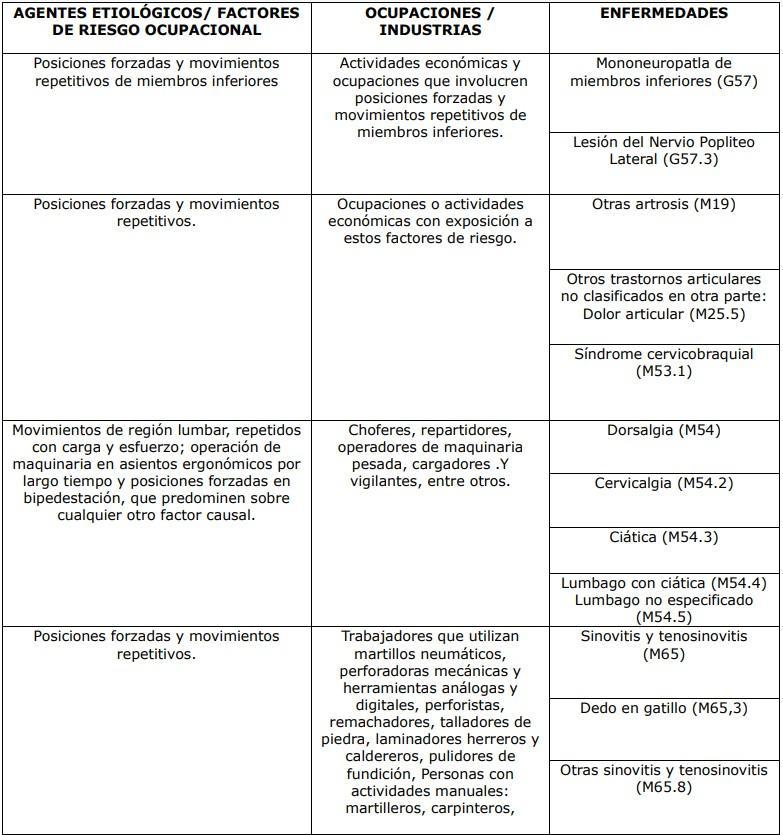 AGENTES ETIOLÓGICOS/ FACTORES
DE RIESGO OCUPACIONAL
OCUPACIONES /
INDUSTRIAS
ENFERMEDADES
Posiciones forzadas y movimientos
repetitivos de miembros inferiores
Actividades económicas y
ocupaciones que involucren
posiciones forzadas y
movimientos repetitivos de
miembros inferiores.
Mononeuropatla de
miembros inferiores (G57)
Lesión del Nervio Popliteo
Lateral (G57.3)
Posiciones forzadas y movimientos
repetitivos.
Ocupaciones o actividades
económicas con exposición a
estos factores de riesgo.
Otras artrosis (M19)
Otros trastornos articulares
no clasificados en otra parte:
Dolor articular (M25.5)
Síndrome cervicobraquial
(M53.1)
Movimientos de región lumbar, repetidos
con carga y esfuerzo; operación de
maquinaria en asientos ergonómicos por
largo tiempo y posiciones forzadas en
bipedestación, que predominen sobre
cualquier otro factor causal.
Choferes, repartidores,
operadores de maquinaria
pesada, cargadores .Y
vigilantes, entre otros.
Dorsalgia (M54)
Cervicalgia (M54.2)
Ciática (M54.3)
Lumbago con ciática (M54.4)
Lumbago no especificado
(M54.5)
Posiciones forzadas y movimientos
repetitivos.
Trabajadores que utilizan
martillos neumáticos,
perforadoras mecánicas y
herramientas análogas y
digitales, perforistas,
remachadores, talladores de
piedra, laminadores herreros y
caldereros, pulidores de
fundición, Personas con
actividades manuales:
martilleros, carpinteros,
Sinovitis y tenosinovitis
(M65)
Dedo en gatillo (M65,3)
Otras sinovitis y tenosinovitis
(M65.8)